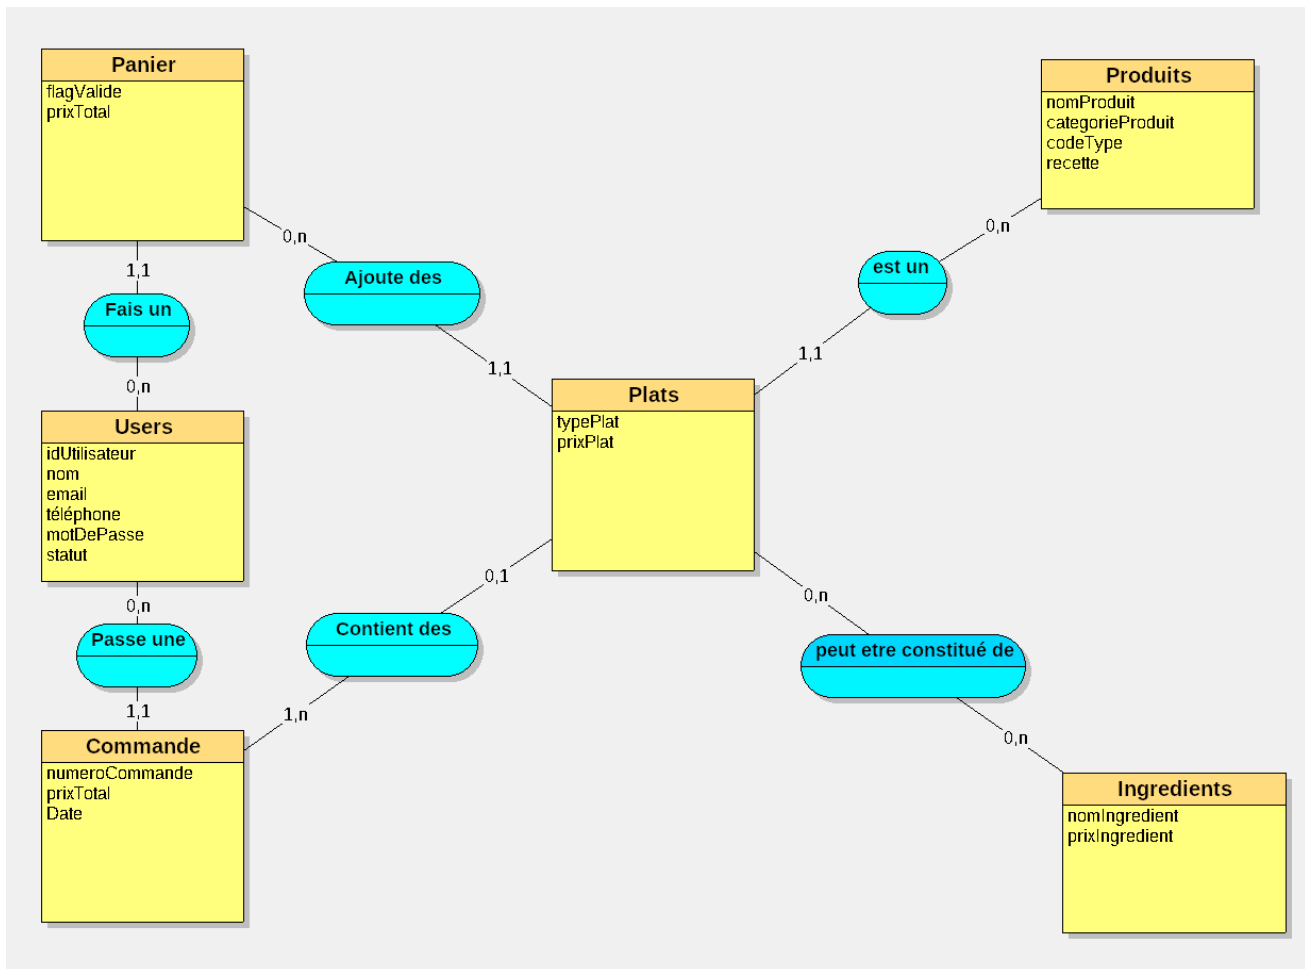 Panier
flagValide
prixTotal
Produits
nomProduit
categorieProduit
codeType
recette
0,n
0,n
1,1
Ajoute des
est un
Fais un
1,1
1,1
0,n
Plats
typePlat
prixPlat
Users
idUtilisateur
nom
email
téléphone
motDePasse
statut
0,1
0,n
0,n
Contient des
Passe une
peut etre constitué de
1,1
1,n
0,n
Commande
numeroCommande
prixTotal
Date
Ingredients
nomIngredient
prixIngredient